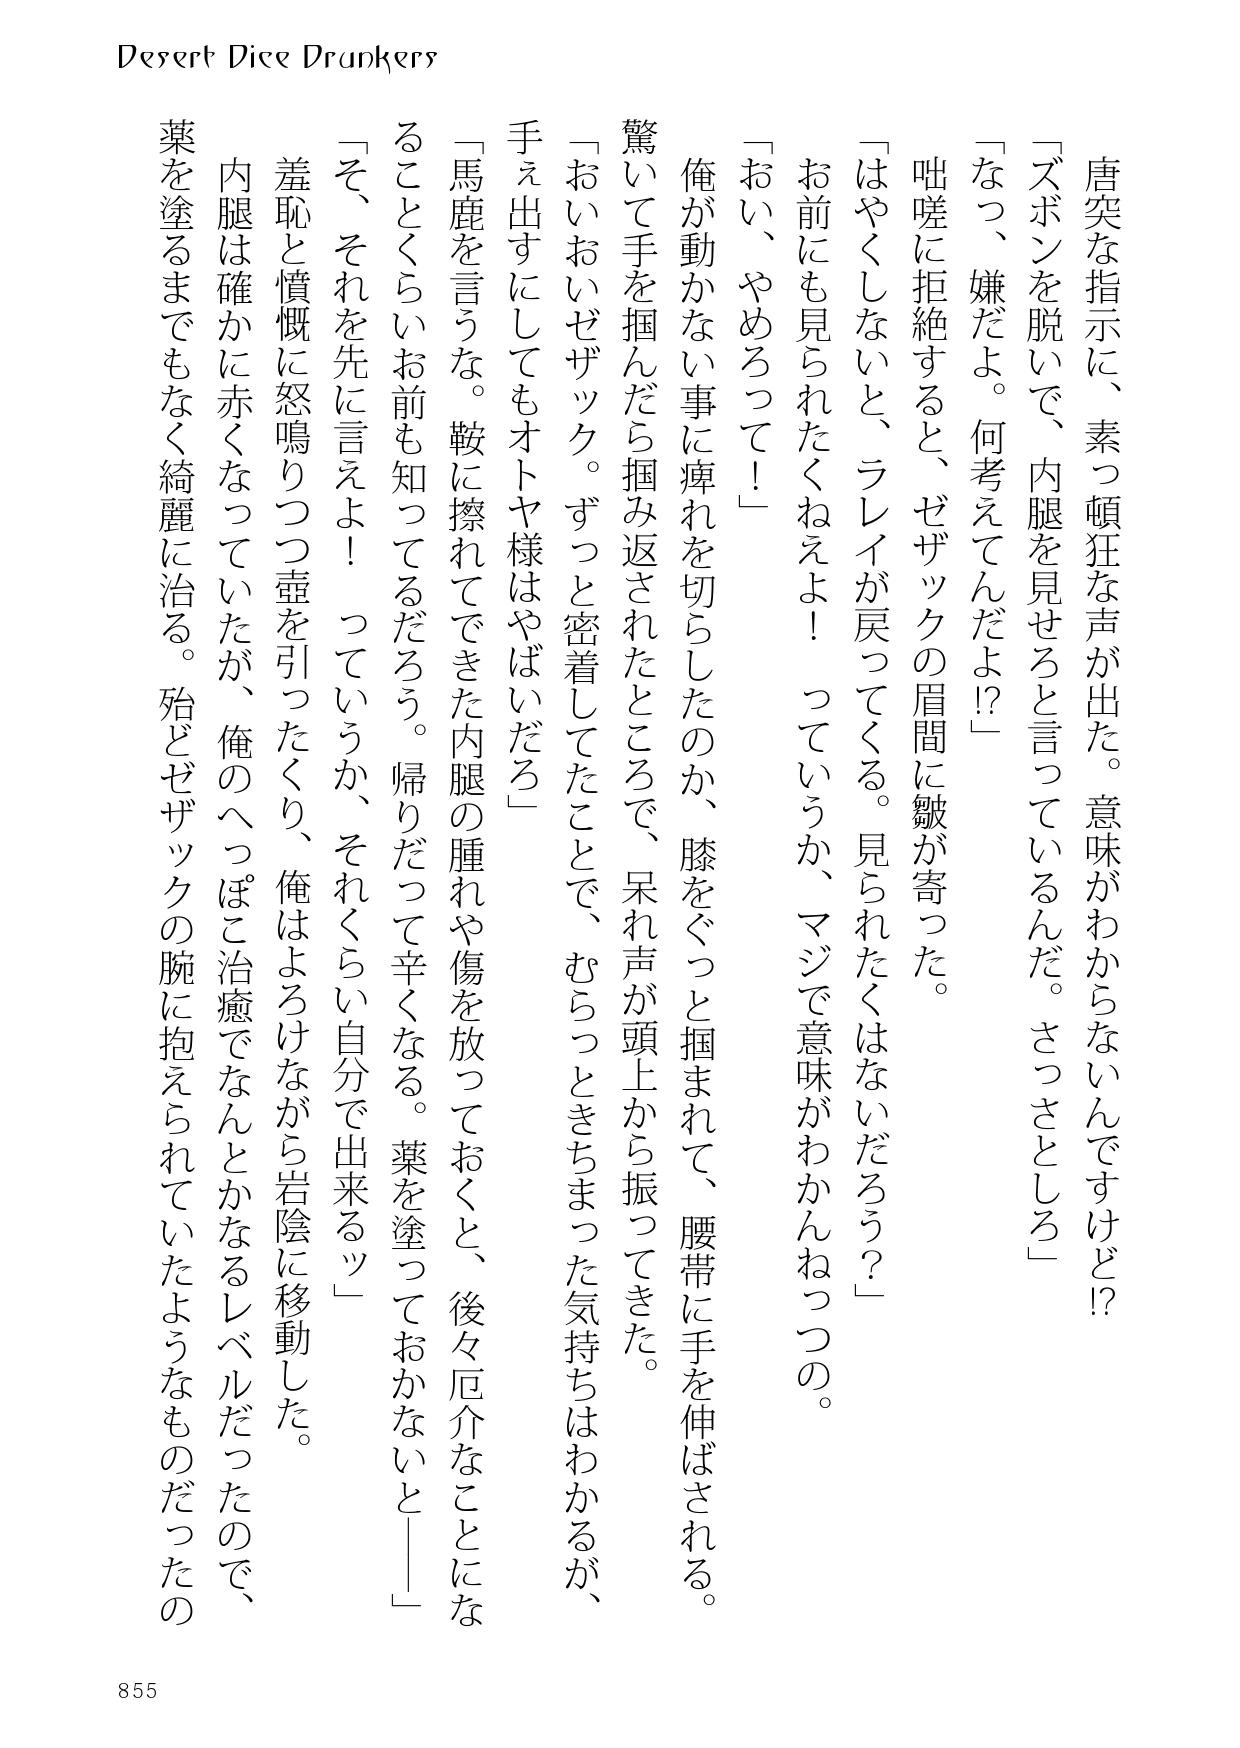 Desert Dice Drunkers
　唐突な指示に、素っ頓狂な声が出た。意味がわからないんですけど!?
「ズボンを脱いで、内腿を見せろと言っているんだ。さっさとしろ」
「なっ、嫌だよ。何考えてんだよ!?」
　咄嗟に拒絶すると、ゼザックの眉間に皺が寄った。
「はやくしないと、ラレイが戻ってくる。見られたくはないだろう？」
　お前にも見られたくねえよ！　っていうか、マジで意味がわかんねっつの。
「おい、やめろって！」
　俺が動かない事に痺れを切らしたのか、膝をぐっと掴まれて、腰帯に手を伸ばされる。
驚いて手を掴んだら掴み返されたところで、呆れ声が頭上から振ってきた。
「おいおいゼザック。ずっと密着してたことで、むらっときちまった気持ちはわかるが、
手ぇ出すにしてもオトヤ様はやばいだろ」
「馬鹿を言うな。鞍に擦れてできた内腿の腫れや傷を放っておくと、後々厄介なことにな
ることくらいお前も知ってるだろう。帰りだって辛くなる。薬を塗っておかないと――」
「そ、それを先に言えよ！　っていうか、それくらい自分で出来るッ」
　羞恥と憤慨に怒鳴りつつ壺を引ったくり、俺はよろけながら岩陰に移動した。
　内腿は確かに赤くなっていたが、俺のへっぽこ治癒でなんとかなるレベルだったので、
薬を塗るまでもなく綺麗に治る。殆どゼザックの腕に抱えられていたようなものだったの
855